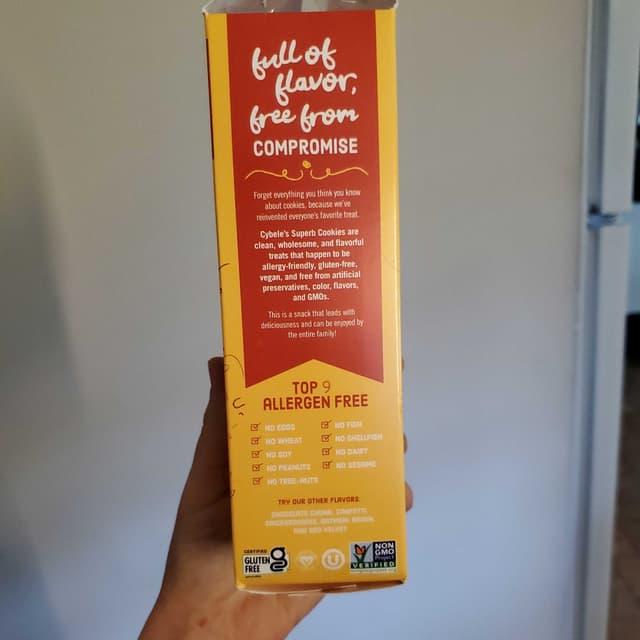 full of
flavor,
free from
COMPROMISE
Forget everything you think you know
about cookies, because we've
reinvented everyone's favorite treat.
Cybele's Superb Cookies are
clean, wholesome, and flavorful
treats that happen to be
allergy-friendly, gluten-free,
vegan, and free from artificial
preservatives, color, flavors,
and GMOs.
This is a snack that leads with
deliciousness and can be enjoyed by
the entire family!
TOP 9
ALLERGEN FREE
NO EGGS
NO WHEAT
NO SOY
NO PEANUTS
NO TREE-NUTS
NO FISH
NO SHELLFISH
NO DAIRY
NO SESAME
TRY OUR OTHER FLAVORS:
CHOCOLATE CHUNK, CONFETTI,
SNICKERDOODLE, OATMEAL RAISIN,
AND RED VELVET
CERTIFIED
GLUTEN
FREE
NON
GMO
Project
VERIFIED